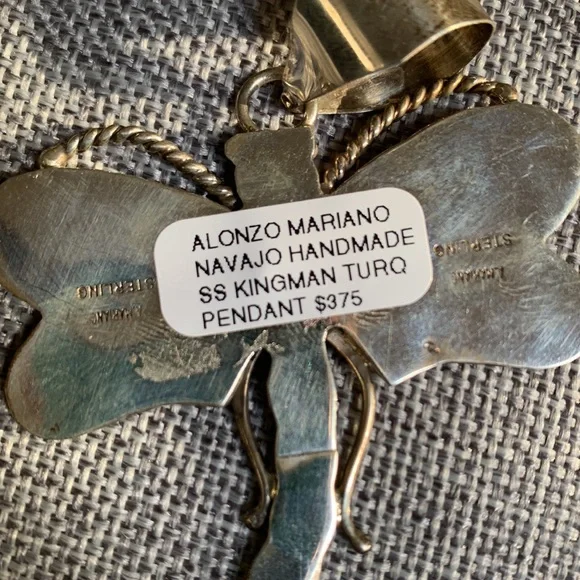 ALONZO MARIANO
NAVAJO HANDMADE
SS KINGMAN TURQ
PENDANT $375
STERLING
STERLING